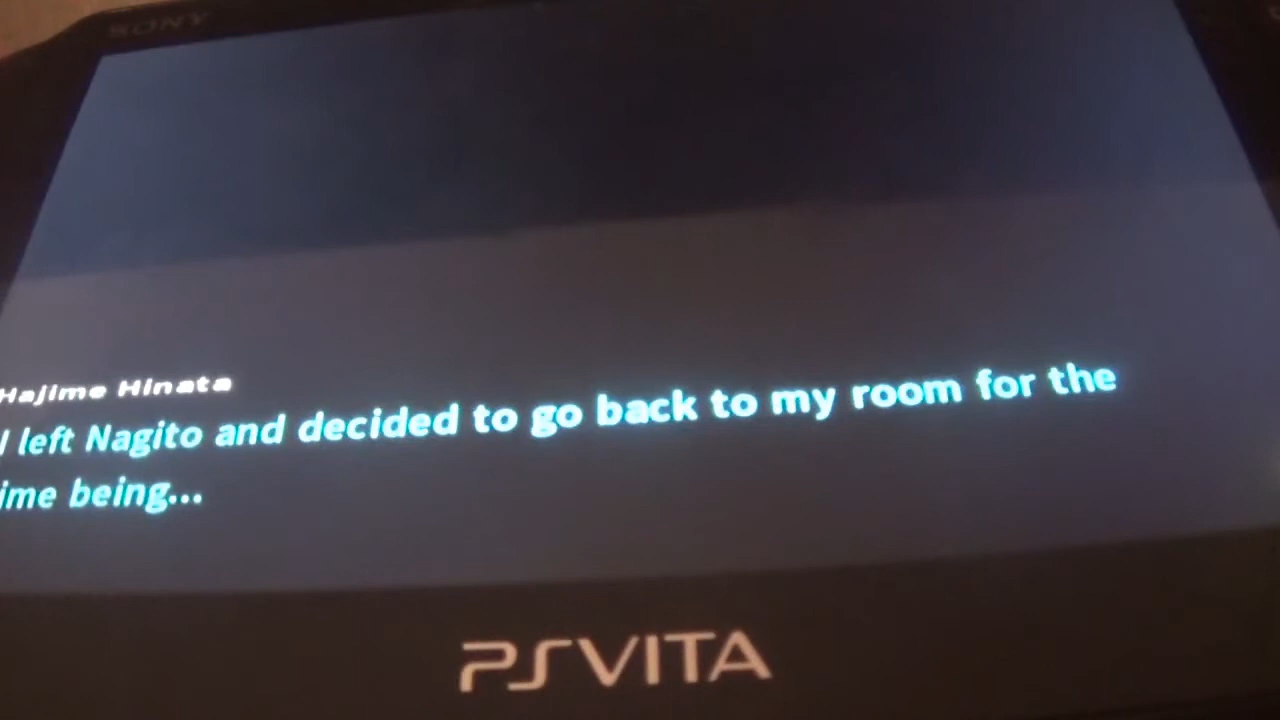 SONY
Hajime Hinata
I left Nagito and decided to go back to my room for the
ime being...
PSVITA